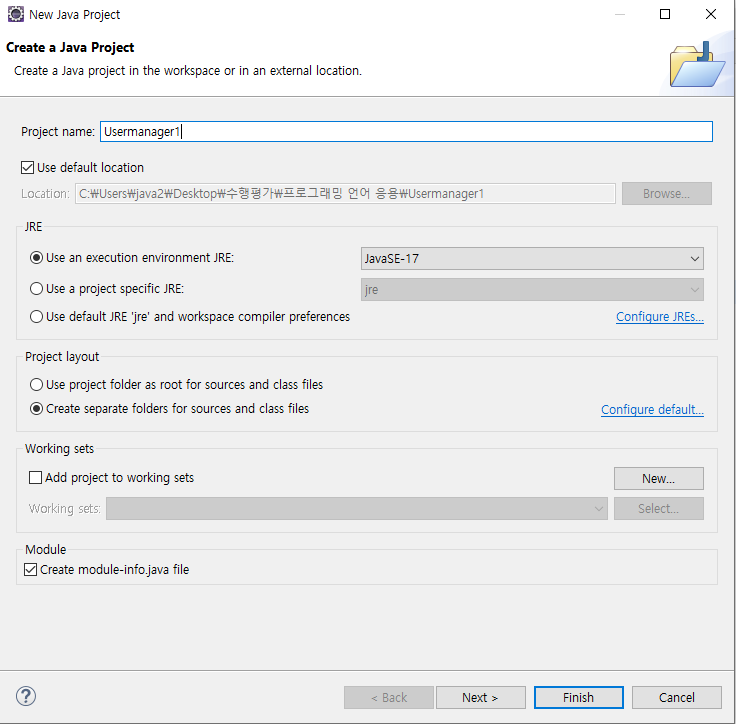 New Java Project
Create a Java Project
Create a Java project in the workspace or in an external location.
Project name: Usermanager1
Use default location
Location: C:₩Users₩java2₩Desktop₩수행평가₩프로그래밍 언어 응용₩Usermanager1 Browse...
JRE
Use an execution environment JRE: JavaSE-17
Use a project specific JRE: jre
Use default JRE 'jre' and workspace compiler preferences Configure JREs...
Project layout
Use project folder as root for sources and class files
Create separate folders for sources and class files Configure default...
Working sets
Add project to working sets New...
Working sets: Select...
Module
Create module-info.java file
? < Back Next > Finish Cancel